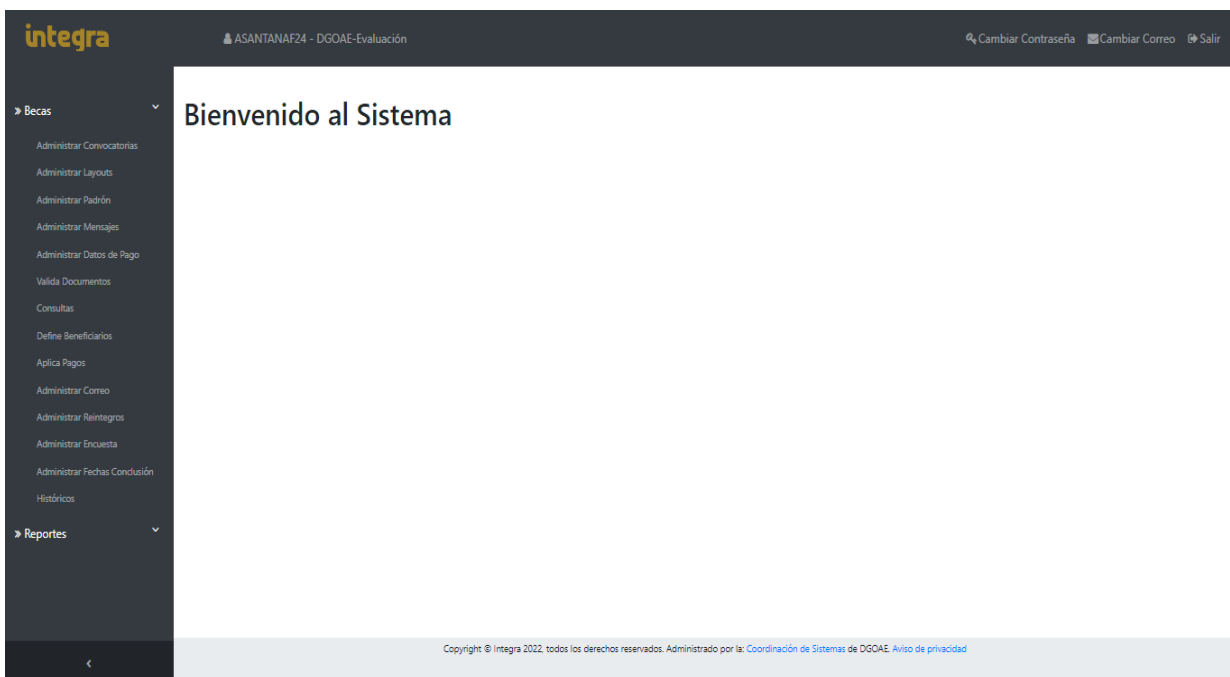 integra
ASANTANAF24 - DGOAE-Evaluación
Cambiar Contraseña
Cambiar Correo
Salir
» Becas
Administrar Convocatorias
Administrar Layouts
Administrar Padrón
Administrar Mensajes
Administrar Datos de Pago
Valida Documentos
Consultas
Define Beneficiarios
Aplica Pagos
Administrar Correo
Administrar Reintegros
Administrar Encuesta
Administrar Fechas Conclusión
Históricos
» Reportes
Bienvenido al Sistema
Copyright © Integra 2022, todos los derechos reservados. Administrado por la: Coordinación de Sistemas de DGOAE. Aviso de privacidad